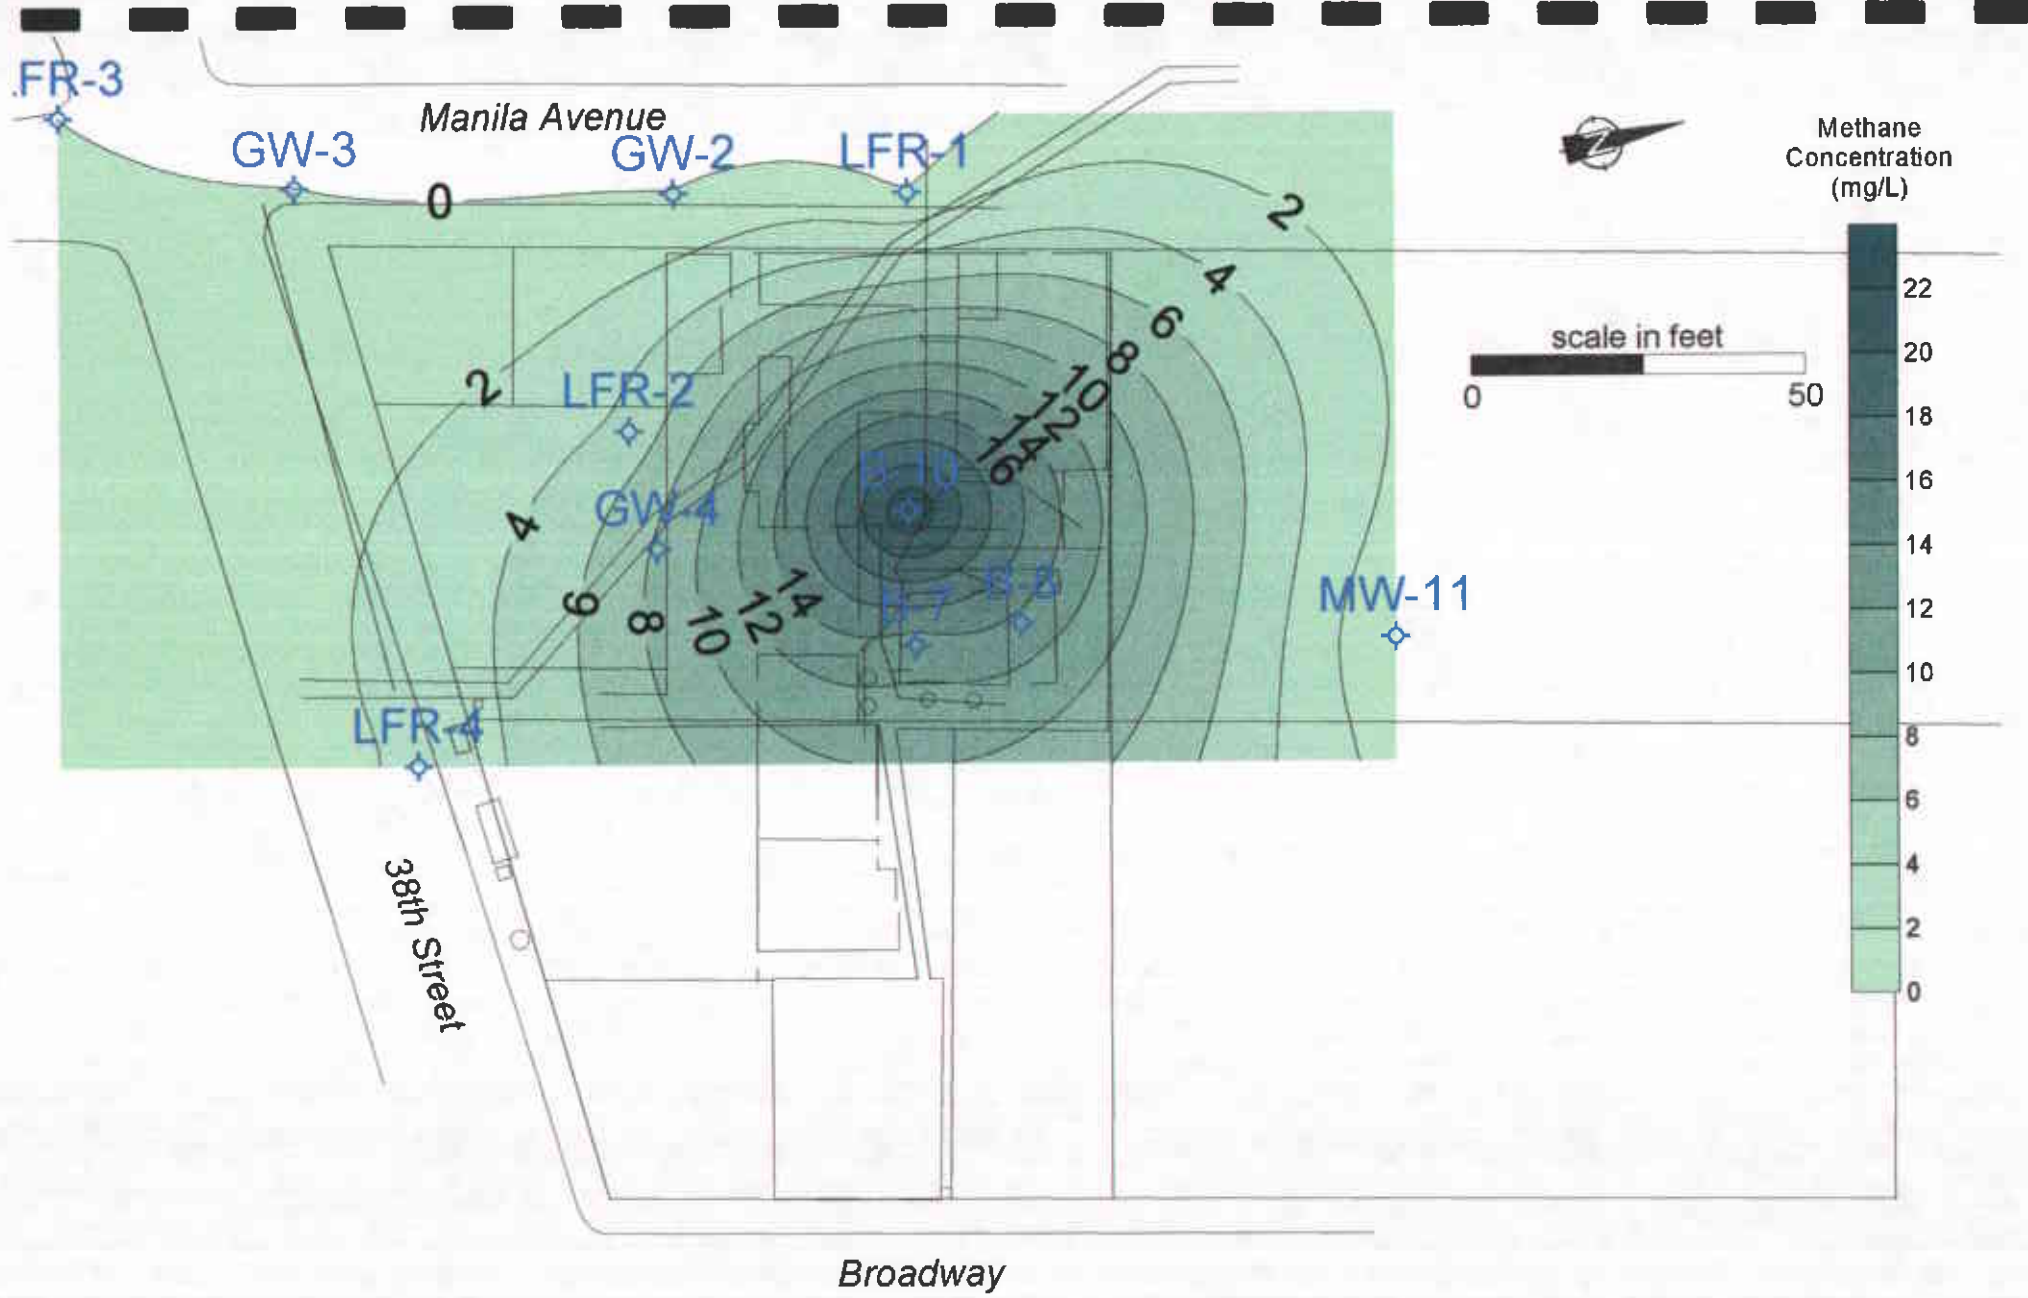 .FR-3
Manila Avenue
GW-3
GW-2
LFR-1
0
2
4
6
8
10
12
14
16
2
LFR-2
B-10
GW-4
4
6
8
10
12
14
B-7
B-8
MW-11
LFR-4
38th Street
Broadway
Z
scale in feet
0
50
Methane
Concentration
(mg/L)
22
20
18
16
14
12
10
8
6
4
2
0